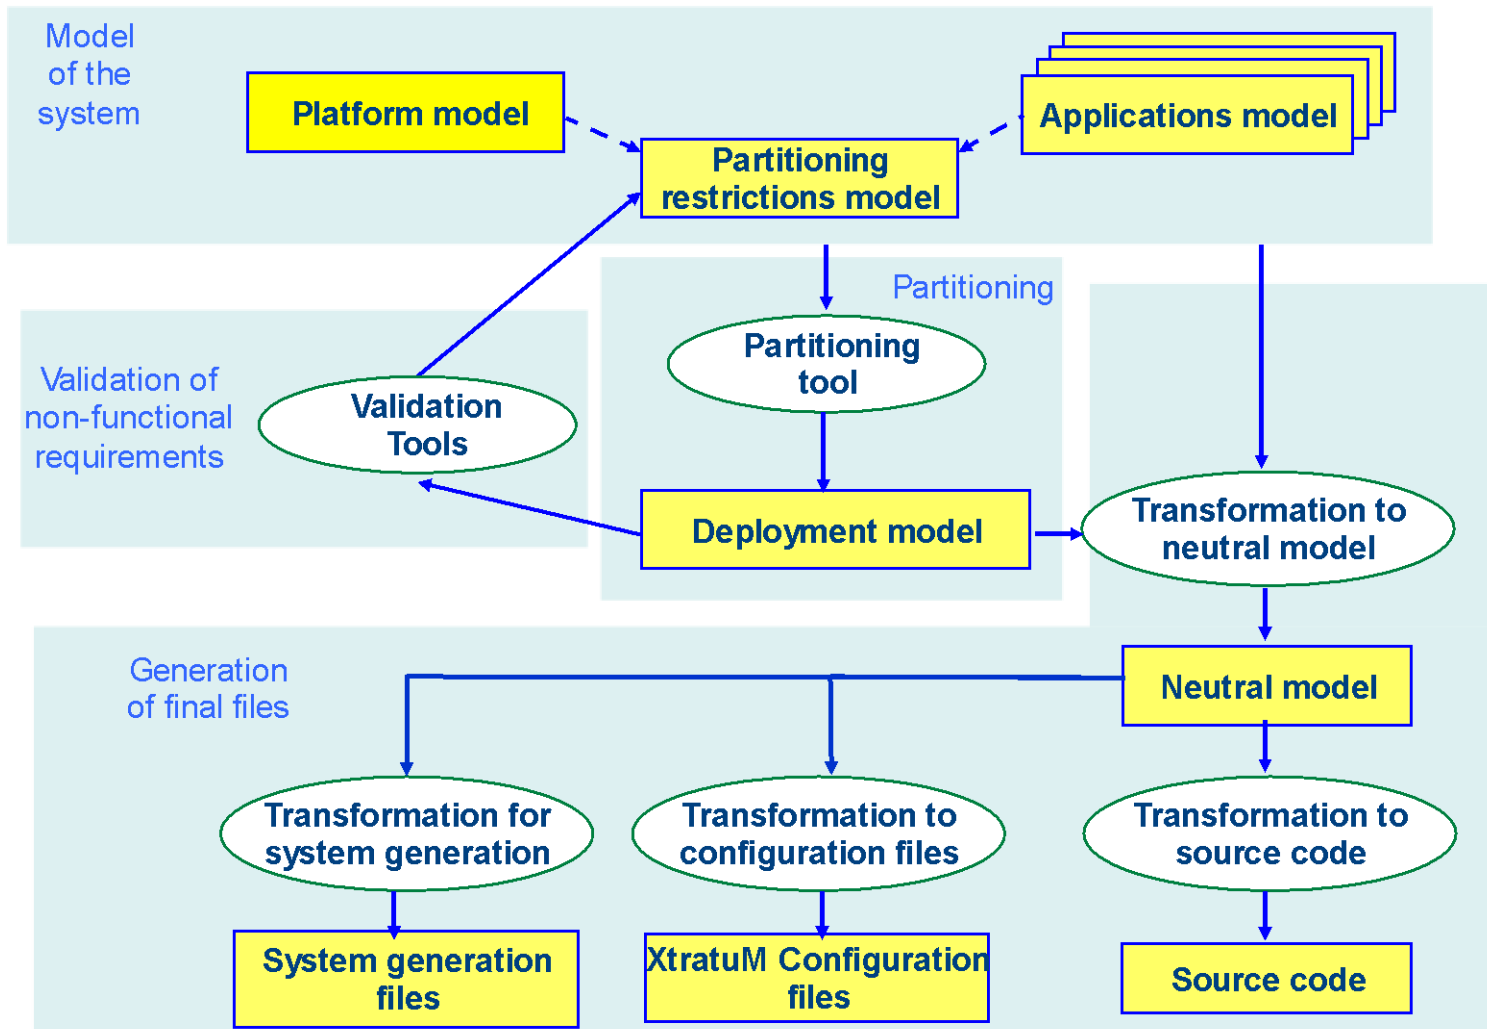 Model
of the
system
Platform model
Applications model
Partitioning
restrictions model
Partitioning
Partitioning
tool
Validation of
non-functional
requirements
Validation
Tools
Deployment model
Transformation to
neutral model
Generation
of final files
Neutral model
Transformation for
system generation
Transformation to
configuration files
Transformation to
source code
System generation
files
XtratuM Configuration
files
Source code